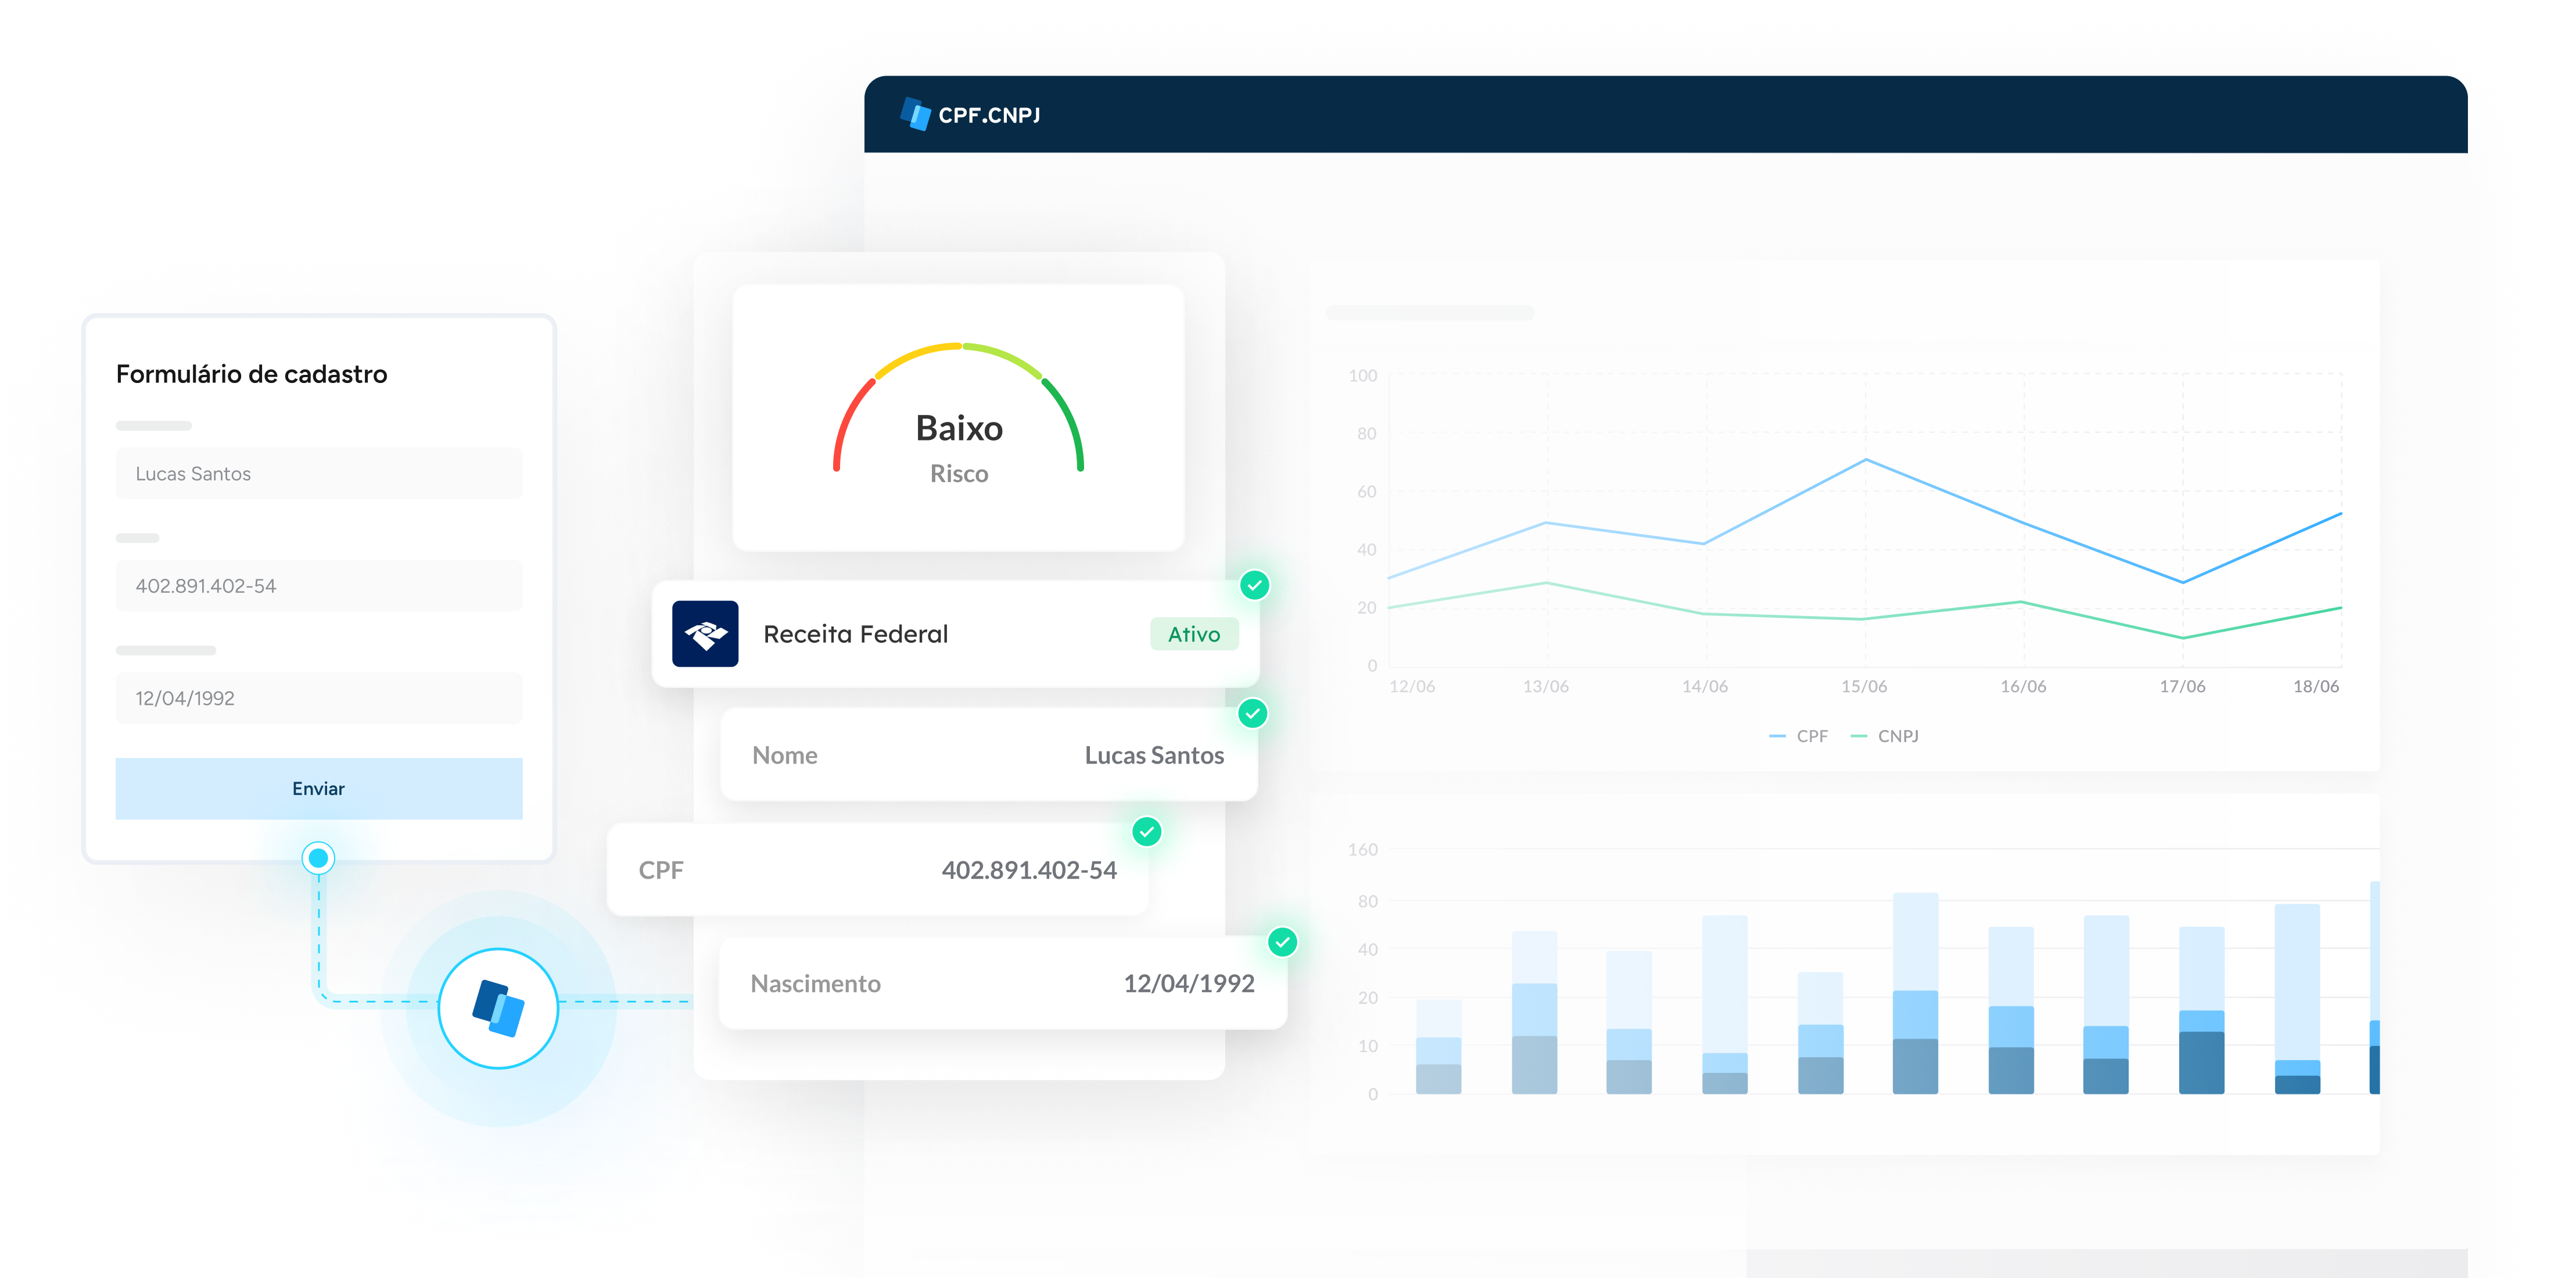 CPF.CNPJ
Formulário de cadastro
Lucas Santos
402.891.402-54
12/04/1992
Enviar
Baixo
Risco
Receita Federal
Ativo
Nome
Lucas Santos
CPF
402.891.402-54
Nascimento
12/04/1992
100
80
60
40
20
0
12/06 13/06 14/06 15/06 16/06 17/06 18/06
CPF CNPJ
160
80
40
20
10
0